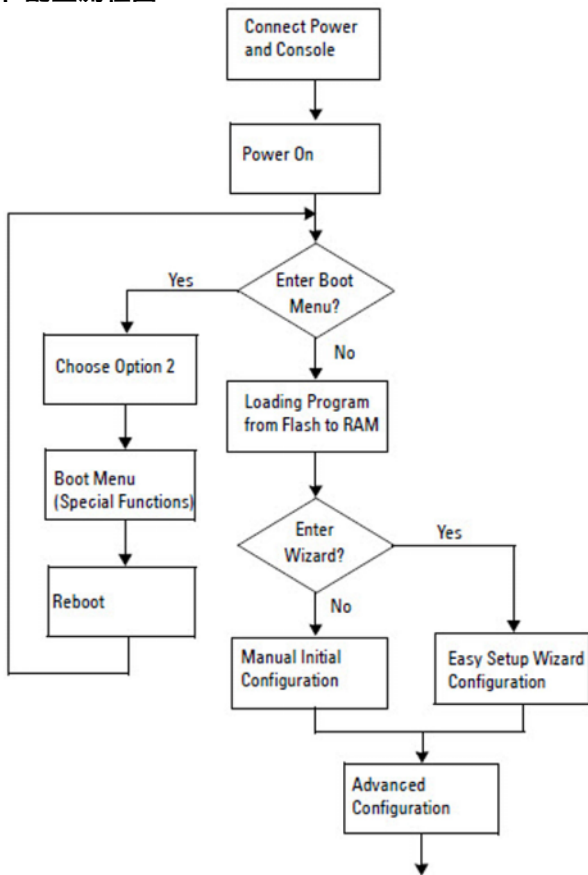 Connect Power
and Console
Power On
Enter Boot
Menu?
Yes
No
Choose Option 2
Loading Program
from Flash to RAM
Boot Menu
(Special Functions)
Enter
Wizard?
Yes
No
Reboot
Manual Initial
Configuration
Easy Setup Wizard
Configuration
Advanced
Configuration